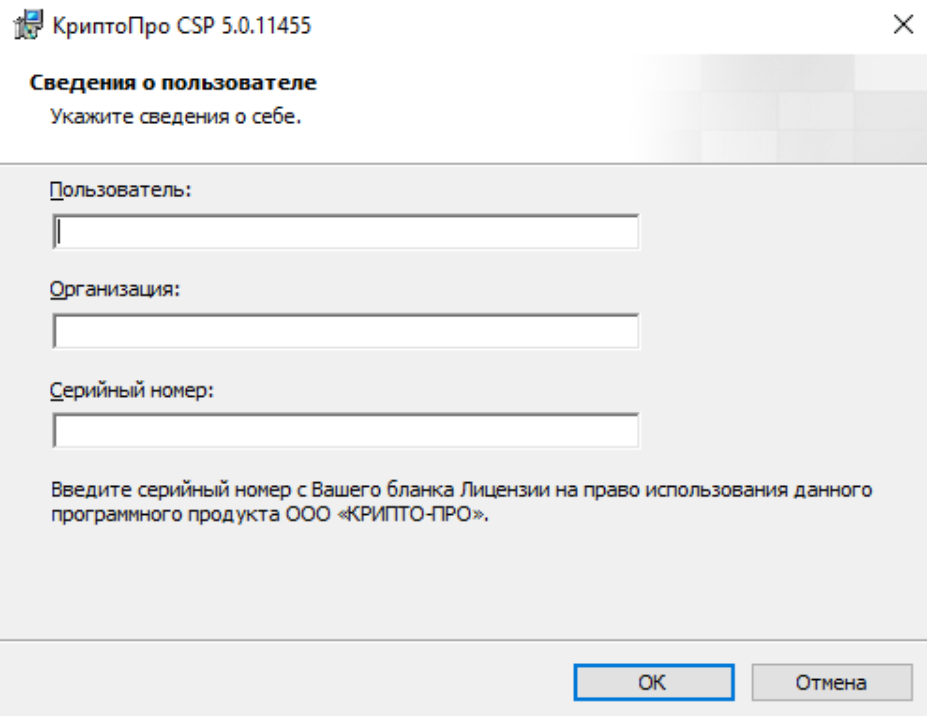 КриптоПро CSP 5.0.11455
Сведения о пользователе
Укажите сведения о себе.
Пользователь:
Организация:
Серийный номер:
Введите серийный номер с Вашего бланка Лицензии на право использования данного
программного продукта ООО «КРИПТО-ПРО».
ОК
Отмена